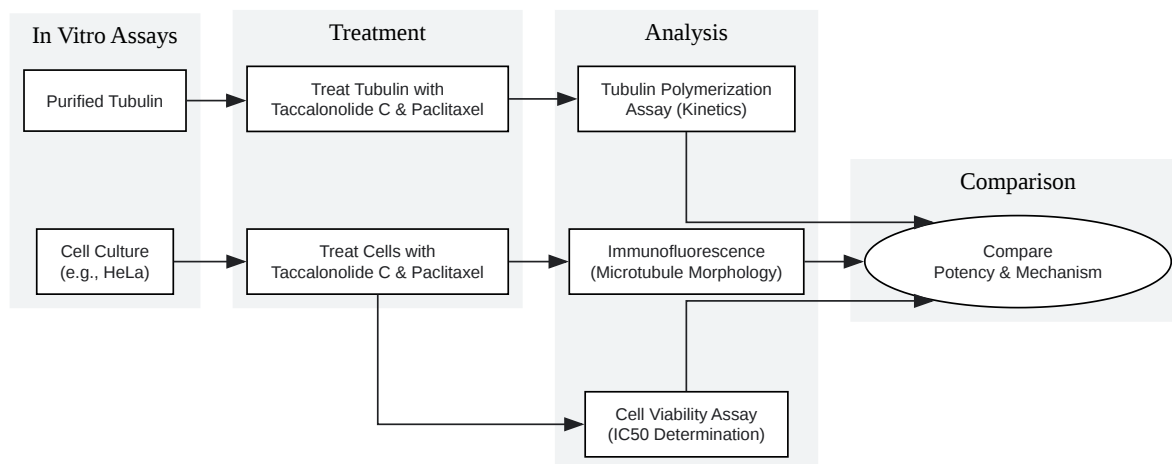 In Vitro Assays
Purified Tubulin
Cell Culture
(e.g., HeLa)
Treatment
Treat Tubulin with
Taccalonolide C & Paclitaxel
Treat Cells with
Taccalonolide C & Paclitaxel
Analysis
Tubulin Polymerization
Assay (Kinetics)
Immunofluorescence
(Microtubule Morphology)
Cell Viability Assay
(IC50 Determination)
Comparison
Compare
Potency & Mechanism